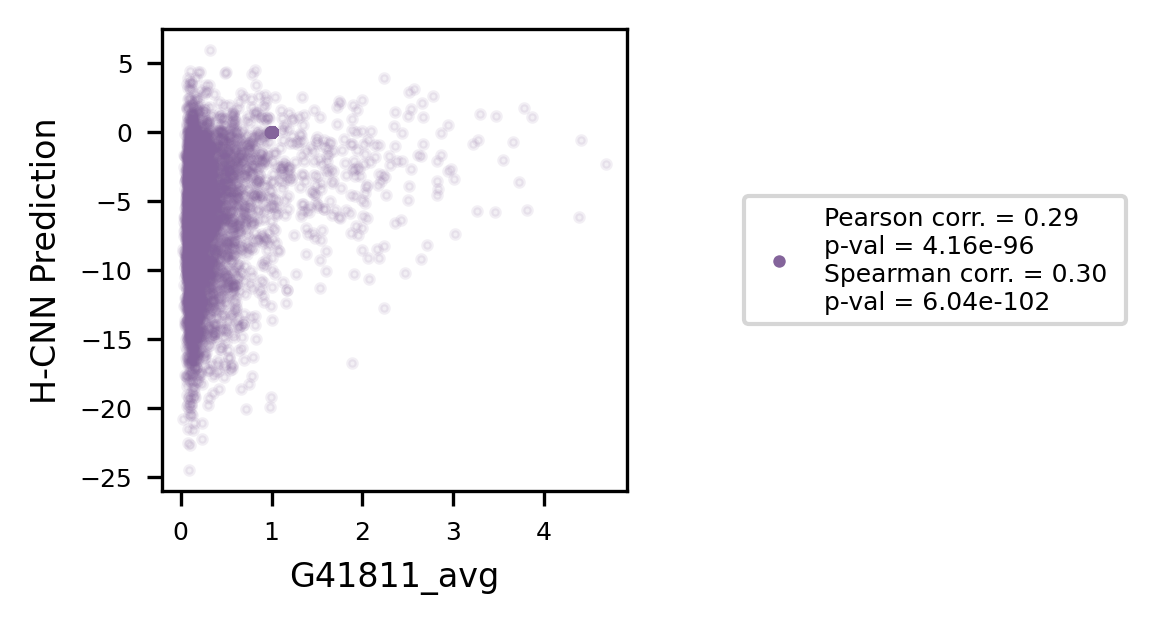 H-CNN Prediction
5
0
−5
−10
−15
−20
−25
0 1 2 3 4
G41811_avg
Pearson corr. = 0.29
p-val = 4.16e-96
Spearman corr. = 0.30
p-val = 6.04e-102